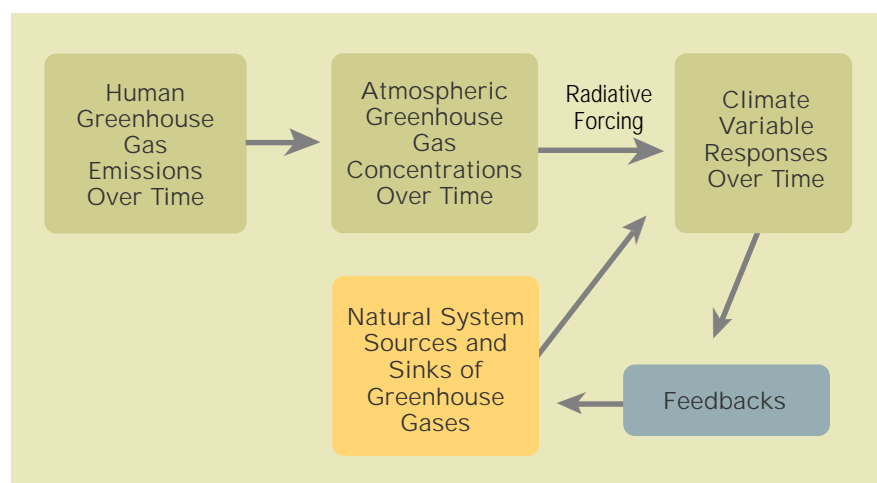 Human
Greenhouse
Gas
Emissions
Over Time
Atmospheric
Greenhouse
Gas
Concentrations
Over Time
Radiative
Forcing
Climate
Variable
Responses
Over Time
Natural System
Sources and
Sinks of
Greenhouse
Gases
Feedbacks